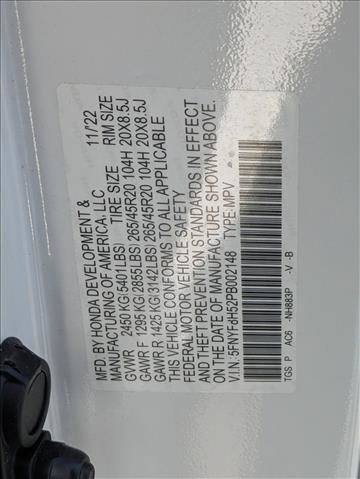 MFD. BY HONDA DEVELOPMENT & 11/'22
MANUFACTURING OF AMERICA, LLC
TIRE SIZE RIM SIZE
GVWR 2450 KG(5401LBS)
GAWR F 1295 KG(2855LBS) 265/45R20 104H 20X8.5J
GAWR R 1425 KG(3142LBS) 265/45R20 104H 20X8.5J
THIS VEHICLE CONFORMS TO ALL APPLICABLE
FEDERAL MOTOR VEHICLE SAFETY
AND THEFT PREVENTION STANDARDS IN EFFECT
ON THE DATE OF MANUFACTURE SHOWN ABOVE.
V.I.N: 5FNYF8H52PB002148 TYPE:MPV
TGS P AC6 -NH883P -V -B